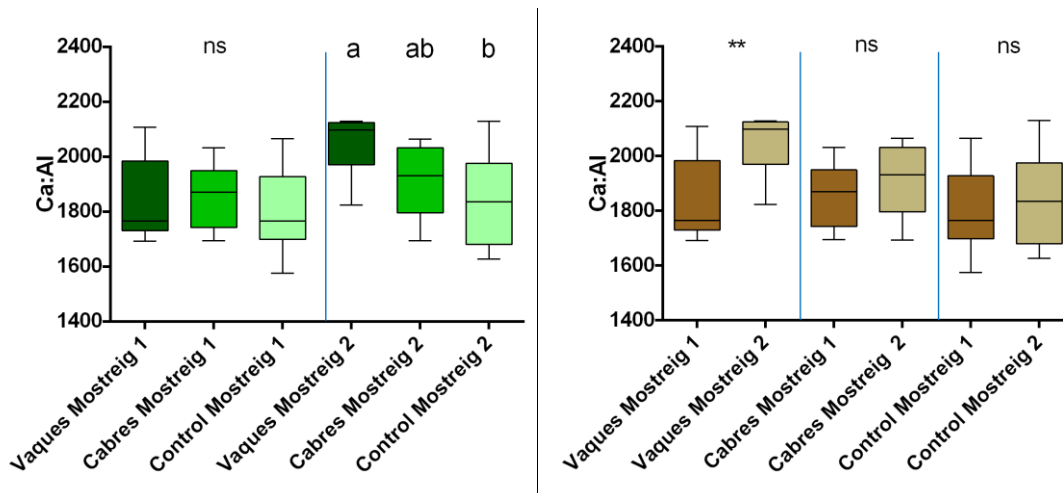 ns a ab b
2400
2200
2000
1800
1600
1400
Ca:Al
Vaques Mostreig 1
Cabres Mostreig 1
Control Mostreig 1
Vaques Mostreig 2
Cabres Mostreig 2
Control Mostreig 2
** ns ns
2400
2200
2000
1800
1600
1400
Ca:Al
Vaques Mostreig 1
Vaques Mostreig 2
Cabres Mostreig 1
Cabres Mostreig 2
Control Mostreig 1
Control Mostreig 2